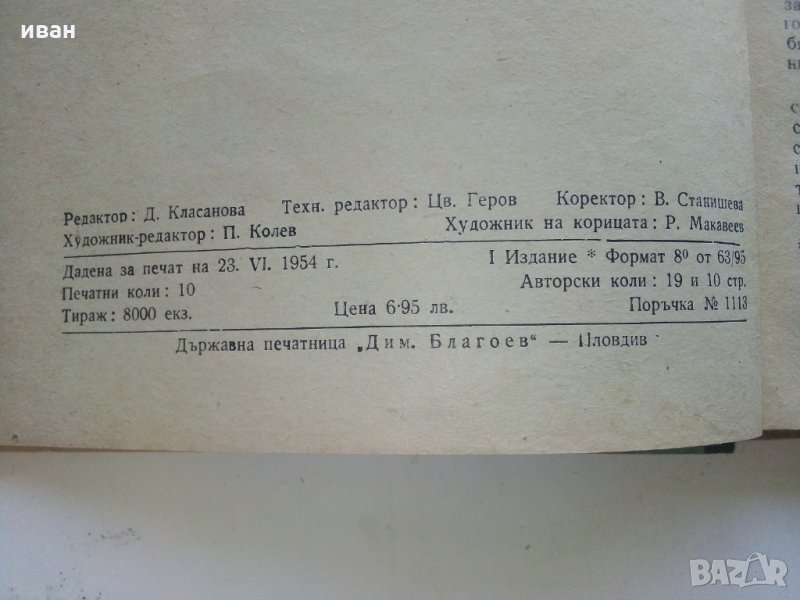 иван
Редактор: Д. Класанова Техн. редактор: Цв. Геров Коректор: В. Станишева
Художник-редактор: П. Колев Художник на корицата: Р. Макавеев
Дадена за печат на 23. VI. 1954 г. I Издание * Формат 8⁰ от 63/95
Печатни коли: 10 Авторски коли: 19 и 10 стр.
Тираж: 8000 екз. Цена 6·95 лв. Поръчка № 1113
Държавна печатница „Дим. Благоев“ — Пловдив
BAZAR